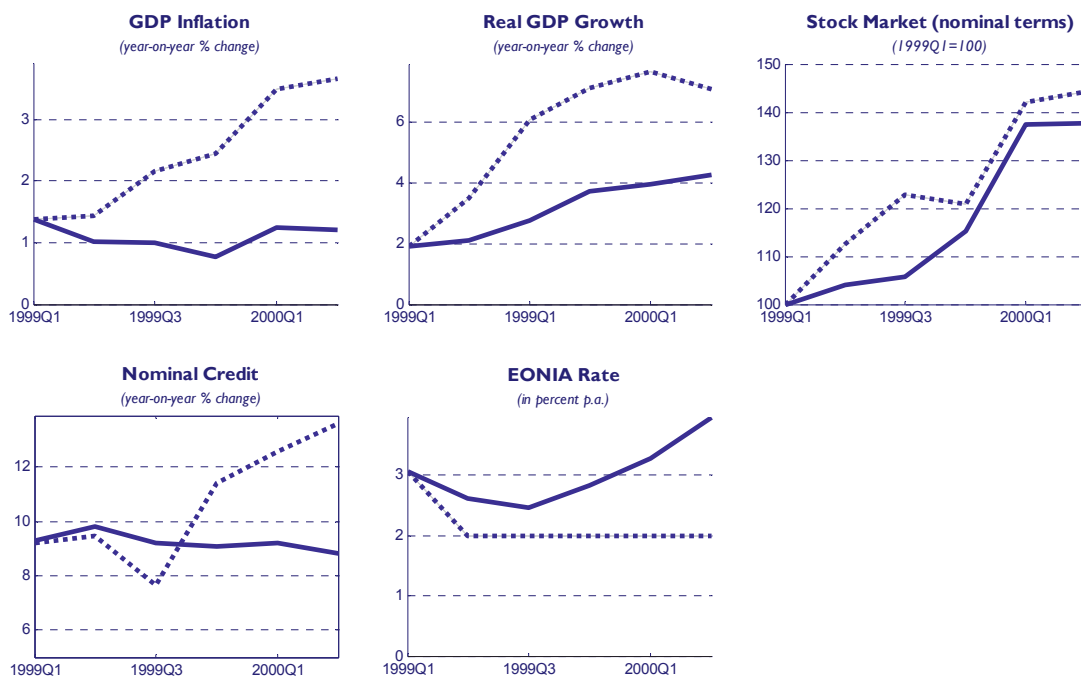 GDP Inflation
(year-on-year % change)
3
2
1
0
1999Q1 1999Q3 2000Q1
Real GDP Growth
(year-on-year % change)
6
4
2
0
1999Q1 1999Q1 2000Q1
Stock Market (nominal terms)
(1999Q1=100)
150
140
130
120
110
100
1999Q1 1999Q3 2000Q1
Nominal Credit
(year-on-year % change)
12
10
8
6
1999Q1 1999Q3 2000Q1
EONIA Rate
(in percent p.a.)
3
2
1
0
1999Q1 1999Q3 2000Q1